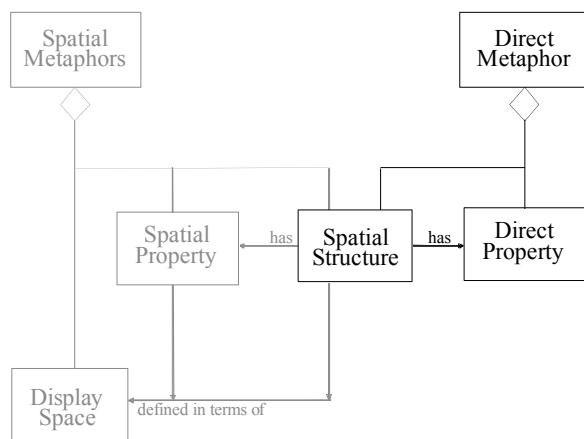 Spatial
Metaphors
Direct
Metaphor
Spatial
Property
has
Spatial
Structure
has
Direct
Property
Display
Space
defined in terms of